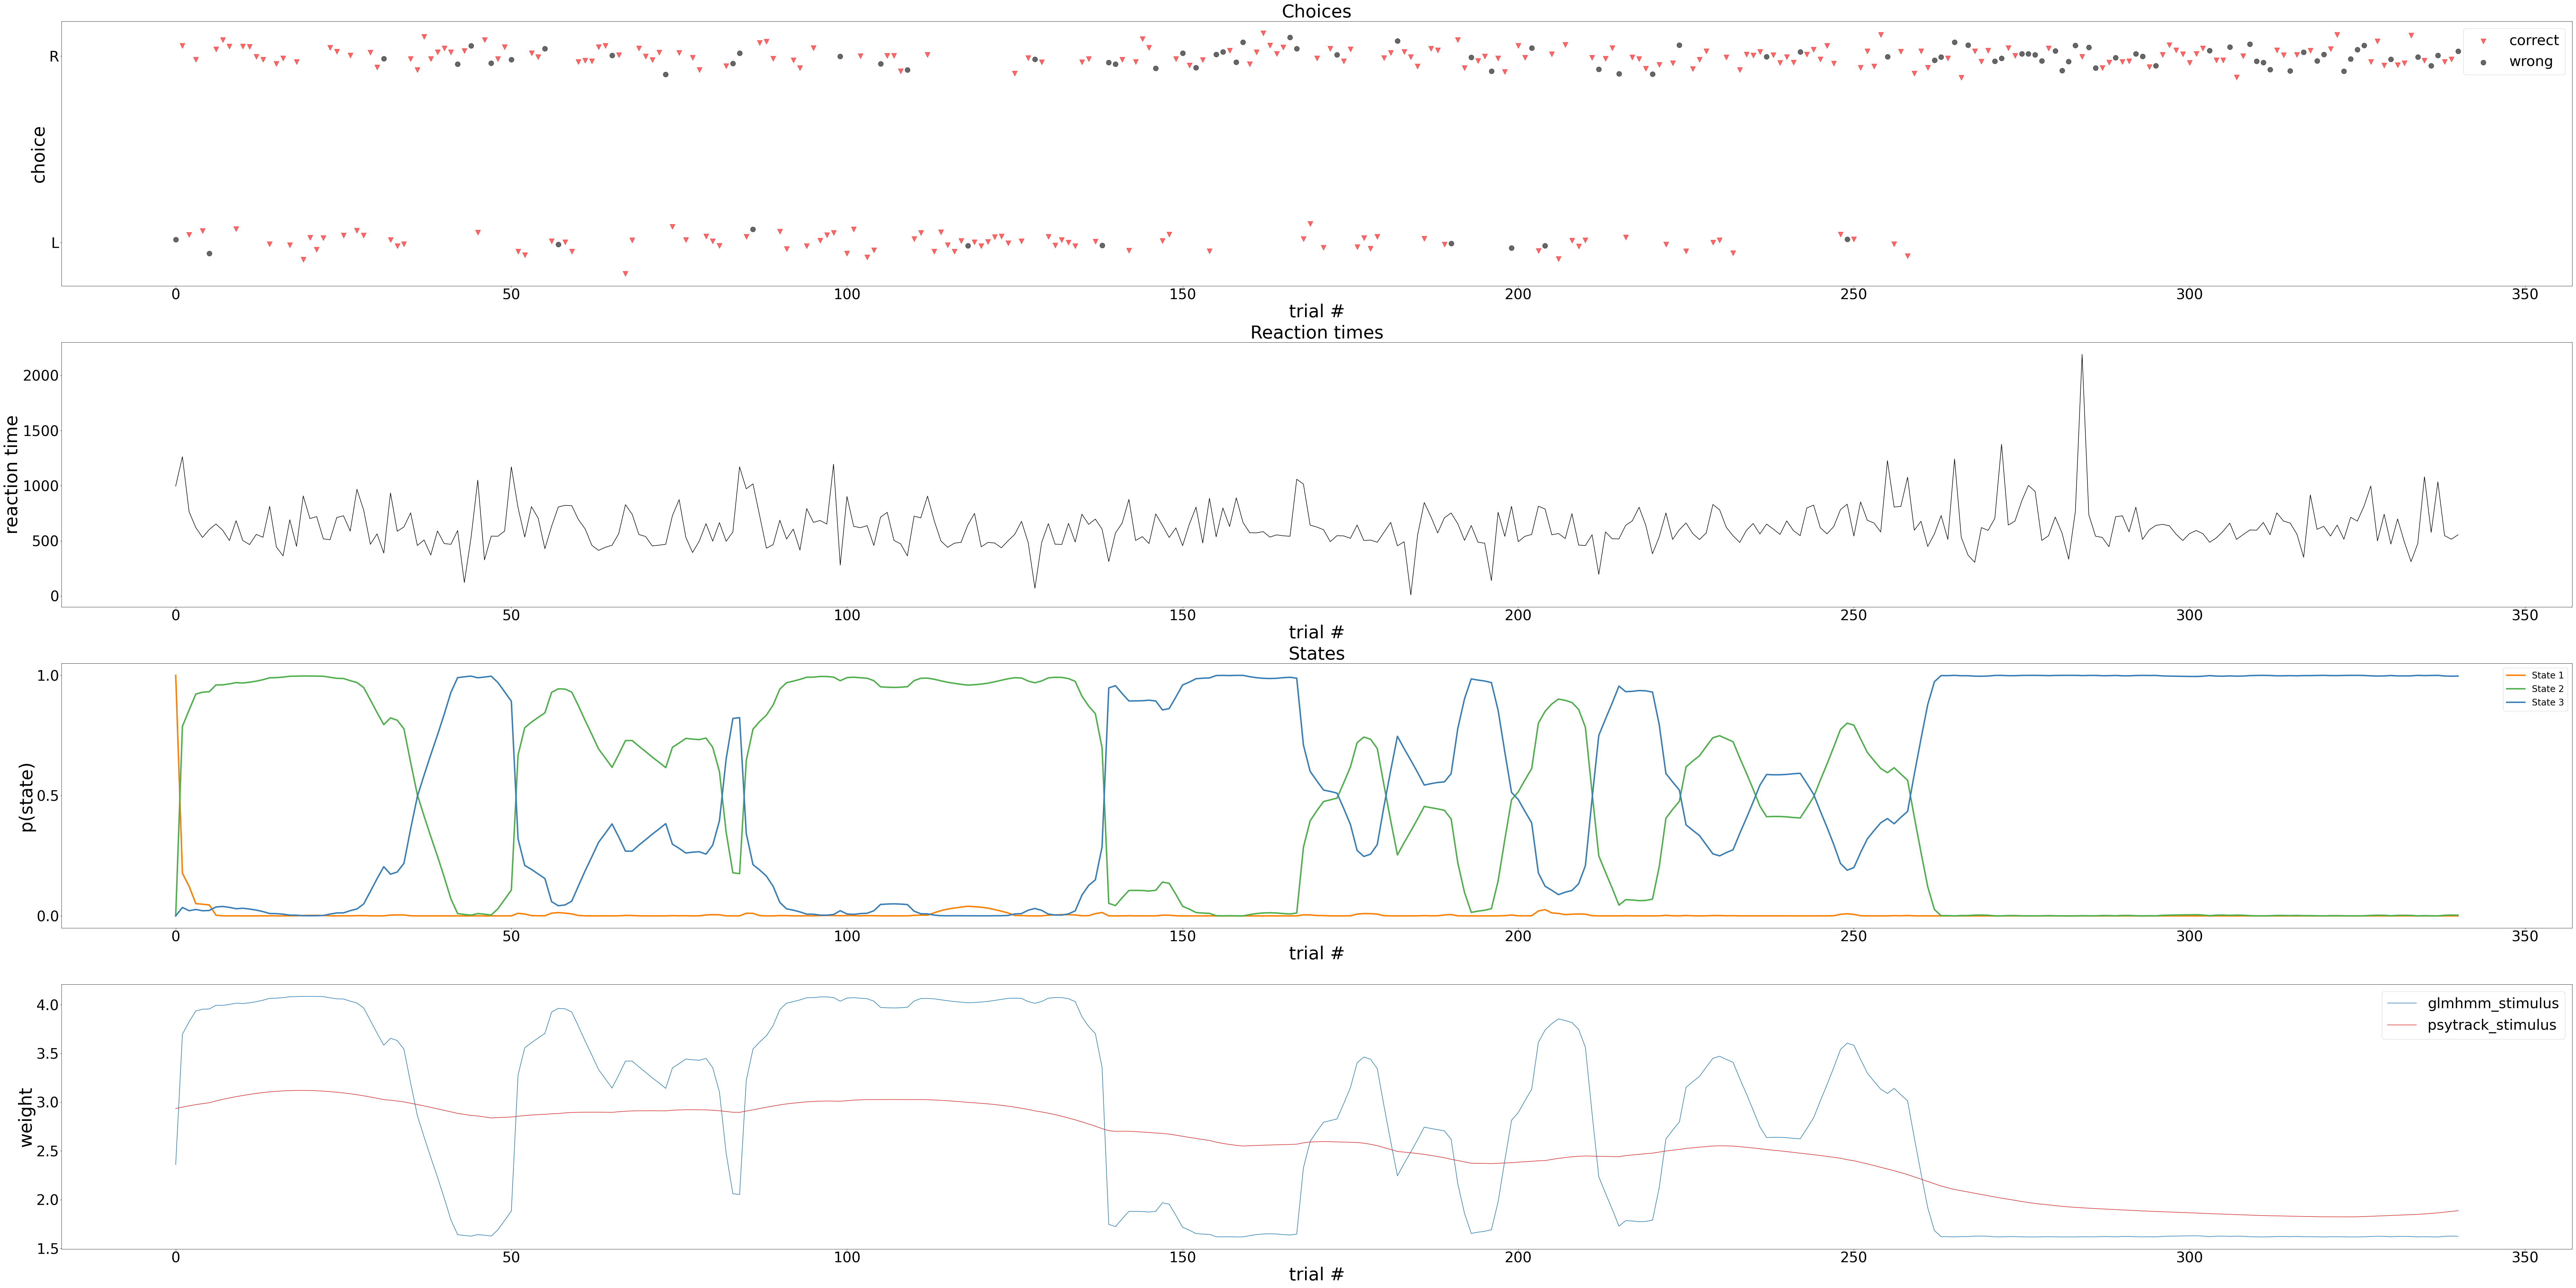 Choices
R
L
choice
correct
wrong
0 50 100 150 200 250 300 350
trial #
Reaction times
2000
1500
1000
500
0
reaction time
0 50 100 150 200 250 300 350
trial #
States
1.0
0.5
0.0
p(state)
State 1
State 2
State 3
0 50 100 150 200 250 300 350
trial #
4.0
3.5
3.0
2.5
2.0
1.5
weight
glmhmm_stimulus
psytrack_stimulus
0 50 100 150 200 250 300 350
trial #